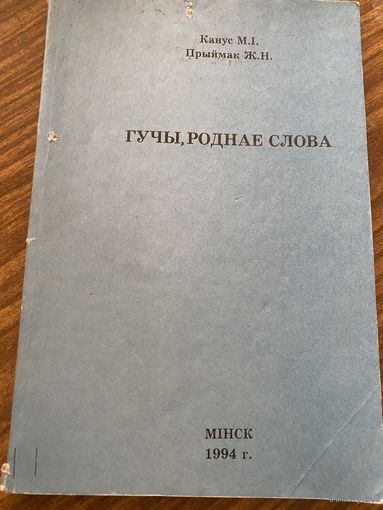 Канус М.І.
Прыймак Ж.Н.
ГУЧЫ, РОДНАЕ СЛОВА
МІНСК
1994 г.